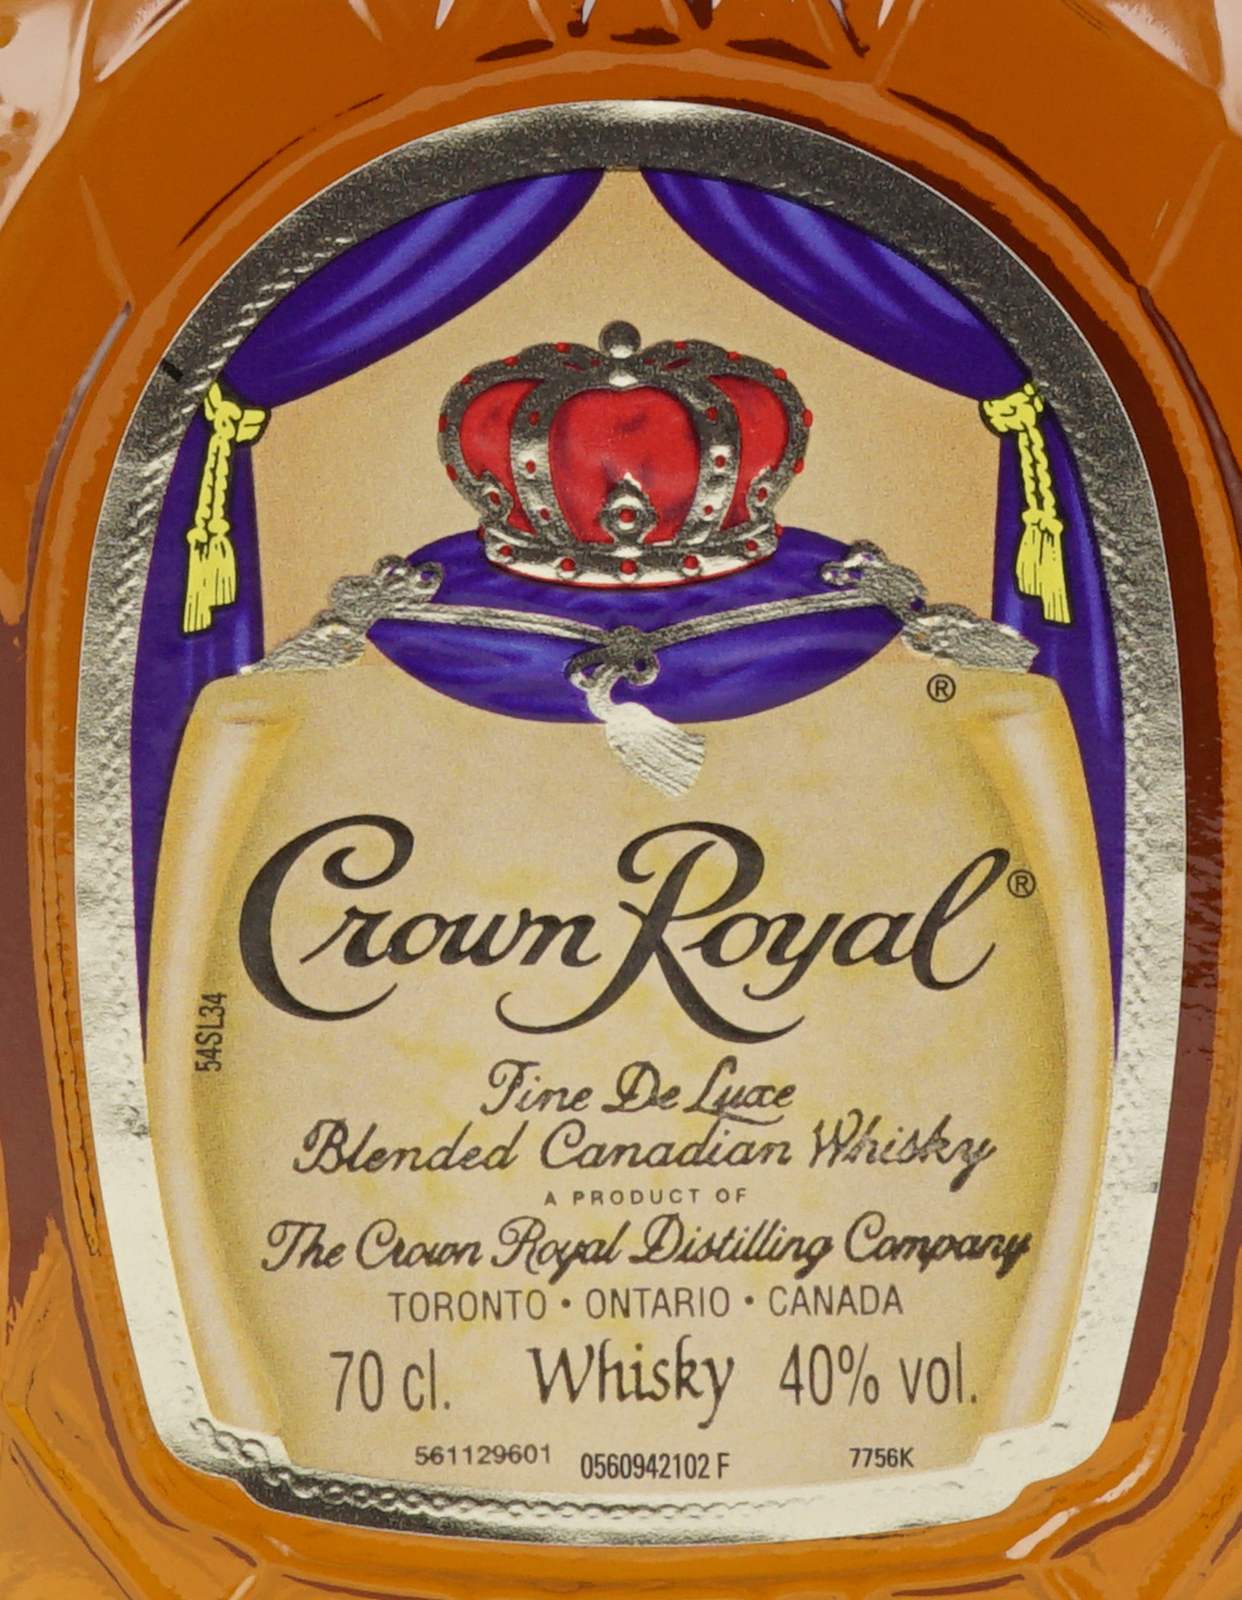 ®
Crown Royal®
54SL34
Fine De Luxe
Blended Canadian Whisky
A PRODUCT OF
The Crown Royal Distilling Company
TORONTO • ONTARIO • CANADA
70 cl. Whisky 40% vol.
561129601 0560942102 F 7756K